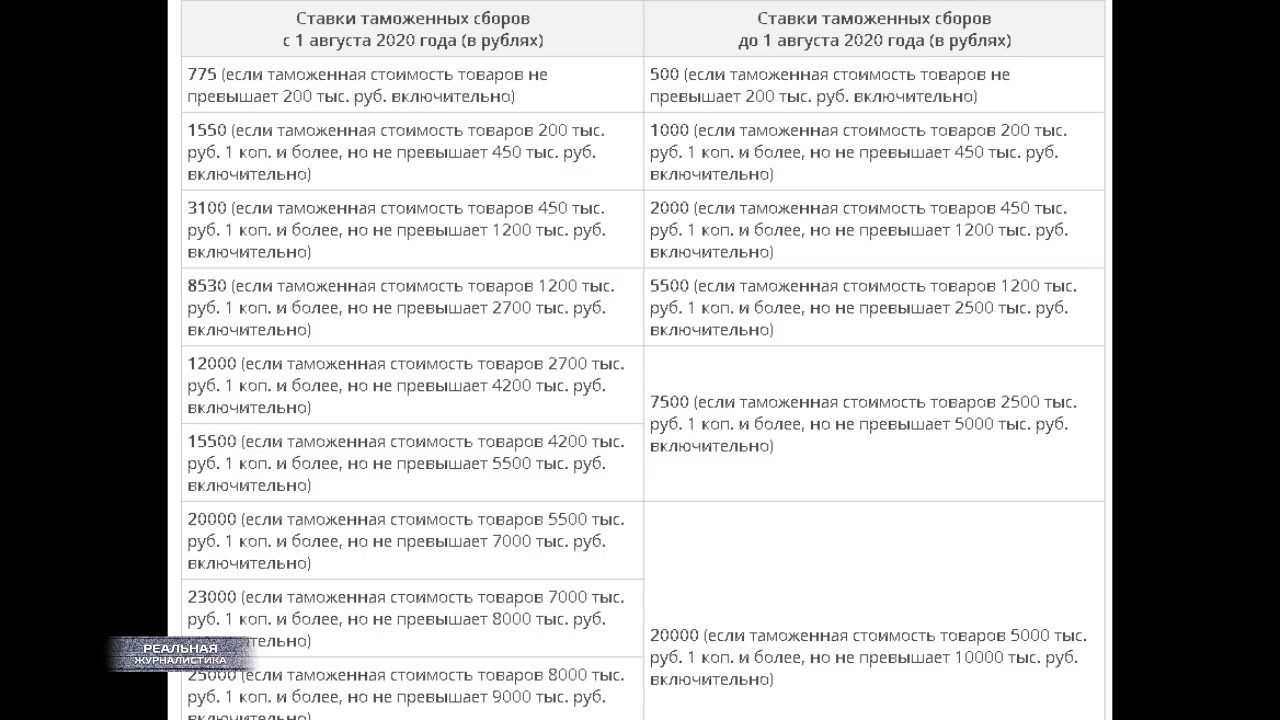 Ставки таможенных сборов
с 1 августа 2020 года (в рублях)
Ставки таможенных сборов
до 1 августа 2020 года (в рублях)
775 (если таможенная стоимость товаров не
превышает 200 тыс. руб. включительно)
500 (если таможенная стоимость товаров не
превышает 200 тыс. руб. включительно)
1550 (если таможенная стоимость товаров 200 тыс.
руб. 1 коп. и более, но не превышает 450 тыс. руб.
включительно)
1000 (если таможенная стоимость товаров 200 тыс.
руб. 1 коп. и более, но не превышает 450 тыс. руб.
включительно)
3100 (если таможенная стоимость товаров 450 тыс.
руб. 1 коп. и более, но не превышает 1200 тыс. руб.
включительно)
2000 (если таможенная стоимость товаров 450 тыс.
руб. 1 коп. и более, но не превышает 1200 тыс. руб.
включительно)
8530 (если таможенная стоимость товаров 1200 тыс.
руб. 1 коп. и более, но не превышает 2700 тыс. руб.
включительно)
5500 (если таможенная стоимость товаров 1200 тыс.
руб. 1 коп. и более, но не превышает 2500 тыс. руб.
включительно)
12000 (если таможенная стоимость товаров 2700 тыс.
руб. 1 коп. и более, но не превышает 4200 тыс. руб.
включительно)
15500 (если таможенная стоимость товаров 4200 тыс.
руб. 1 коп. и более, но не превышает 5500 тыс. руб.
включительно)
7500 (если таможенная стоимость товаров 2500 тыс.
руб. 1 коп. и более, но не превышает 5000 тыс. руб.
включительно)
20000 (если таможенная стоимость товаров 5500 тыс.
руб. 1 коп. и более, но не превышает 7000 тыс. руб.
включительно)
23000 (если таможенная стоимость товаров 7000 тыс.
руб. 1 коп. и более, но не превышает 8000 тыс. руб.
25000 (если таможенная стоимость товаров 8000 тыс.
руб. 1 коп. и более, но не превышает 9000 тыс. руб.
включительно)
20000 (если таможенная стоимость товаров 5000 тыс.
руб. 1 коп. и более, но не превышает 10000 тыс. руб.
включительно)
РЕАЛЬНАЯ
ЖУРНАЛИСТИКА